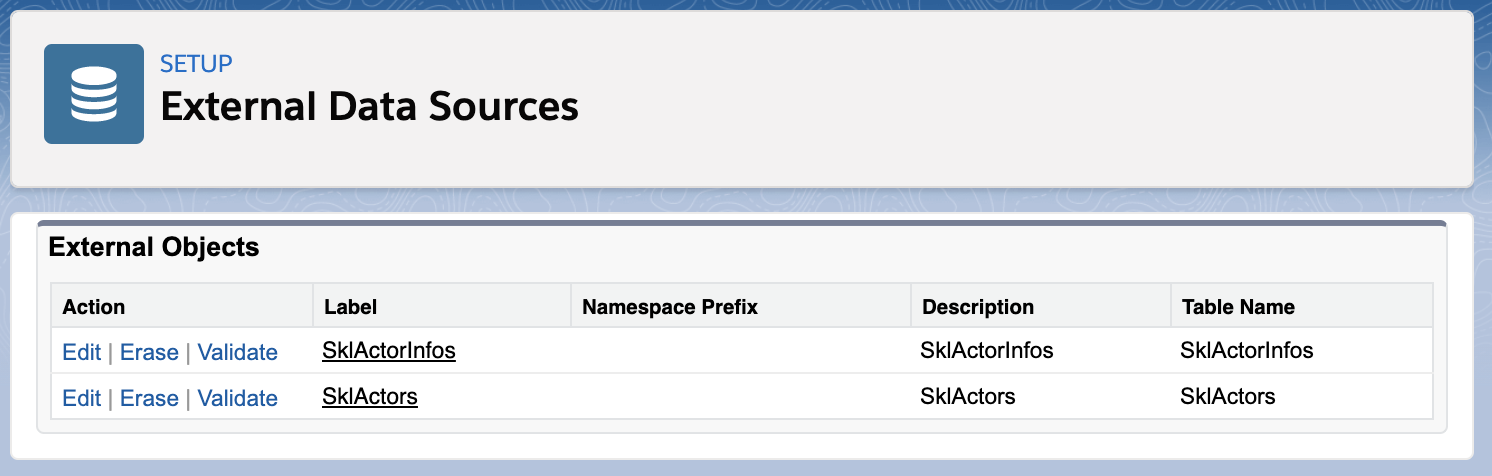 SETUP
External Data Sources
External Objects
Action Label Namespace Prefix Description Table Name
Edit | Erase | Validate SklActorInfos SklActorInfos SklActorInfos
Edit | Erase | Validate SklActors SklActors SklActors